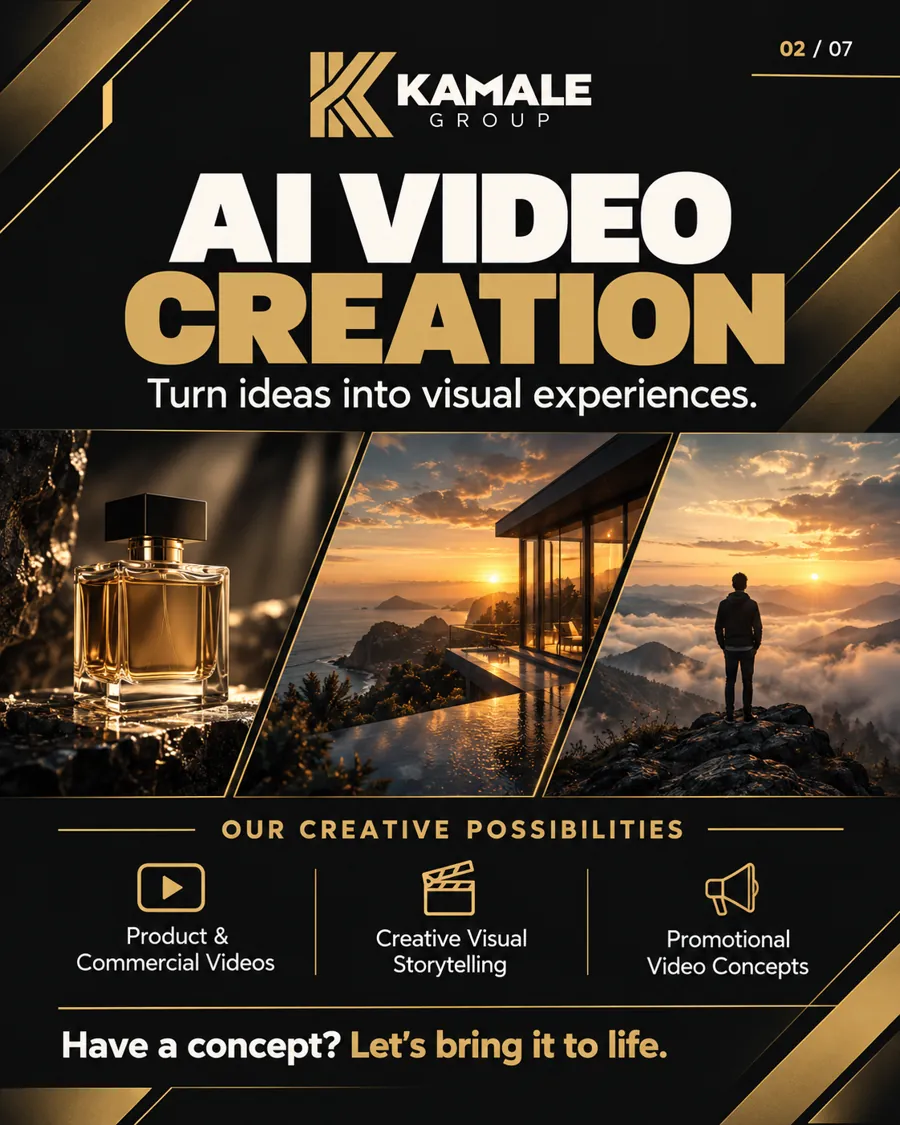 02 / 07
KAMALE
GROUP
AI VIDEO
CREATION
Turn ideas into visual experiences.
OUR CREATIVE POSSIBILITIES
Product &
Commercial Videos
Creative Visual
Storytelling
Promotional
Video Concepts
Have a concept? Let's bring it to life.